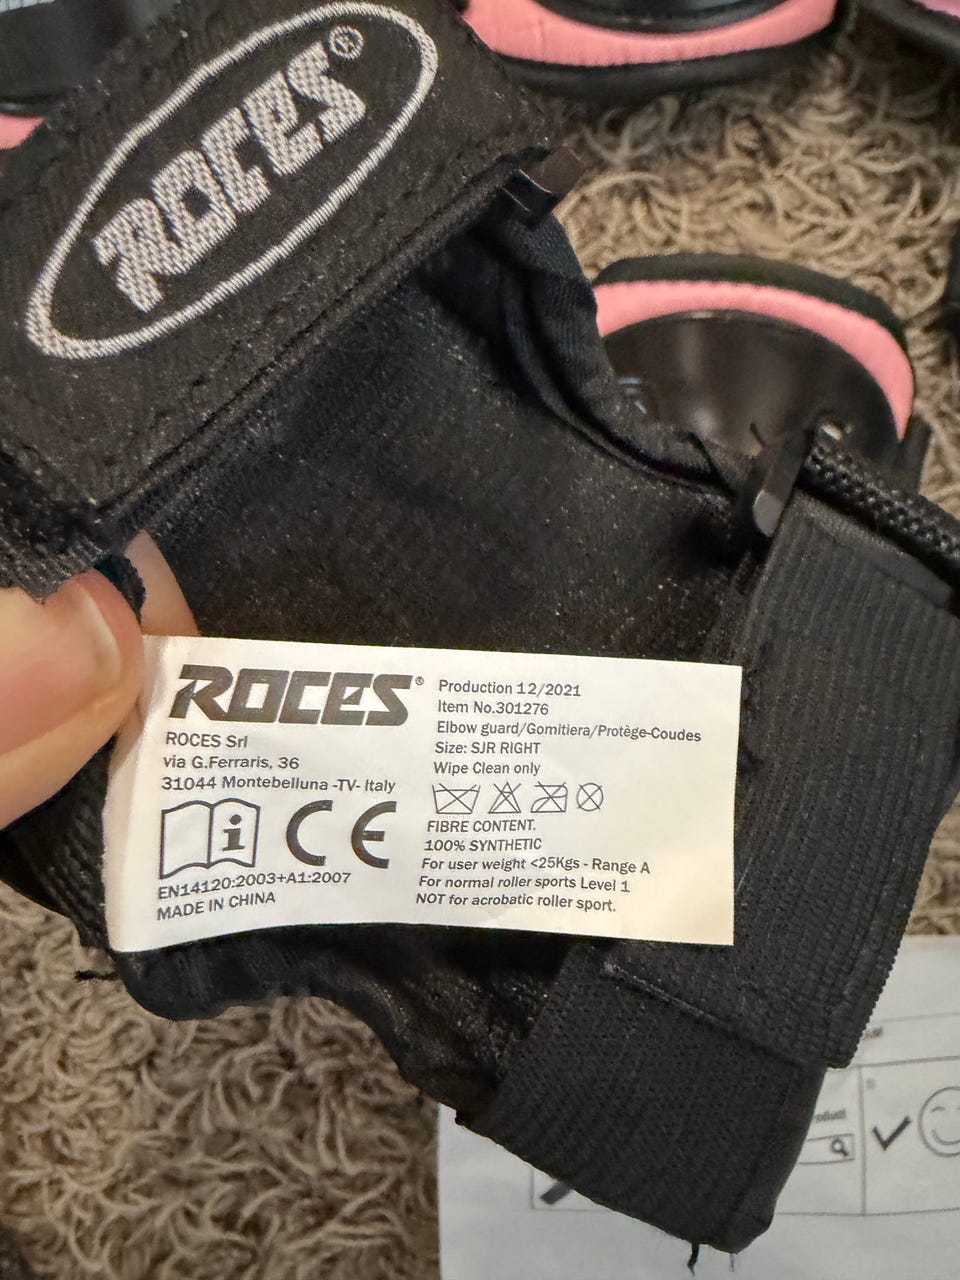 ROCES®
ROCES®
ROCES Srl
via G.Ferraris, 36
31044 Montebelluna -TV- Italy
i
CE
EN14120:2003+A1:2007
MADE IN CHINA
Production 12/2021
Item No.301276
Elbow guard/Gomitiera/Protège-Coudes
Size: SJR RIGHT
Wipe Clean only
FIBRE CONTENT.
100% SYNTHETIC
For user weight <25Kgs - Range A
For normal roller sports Level 1
NOT for acrobatic roller sport.